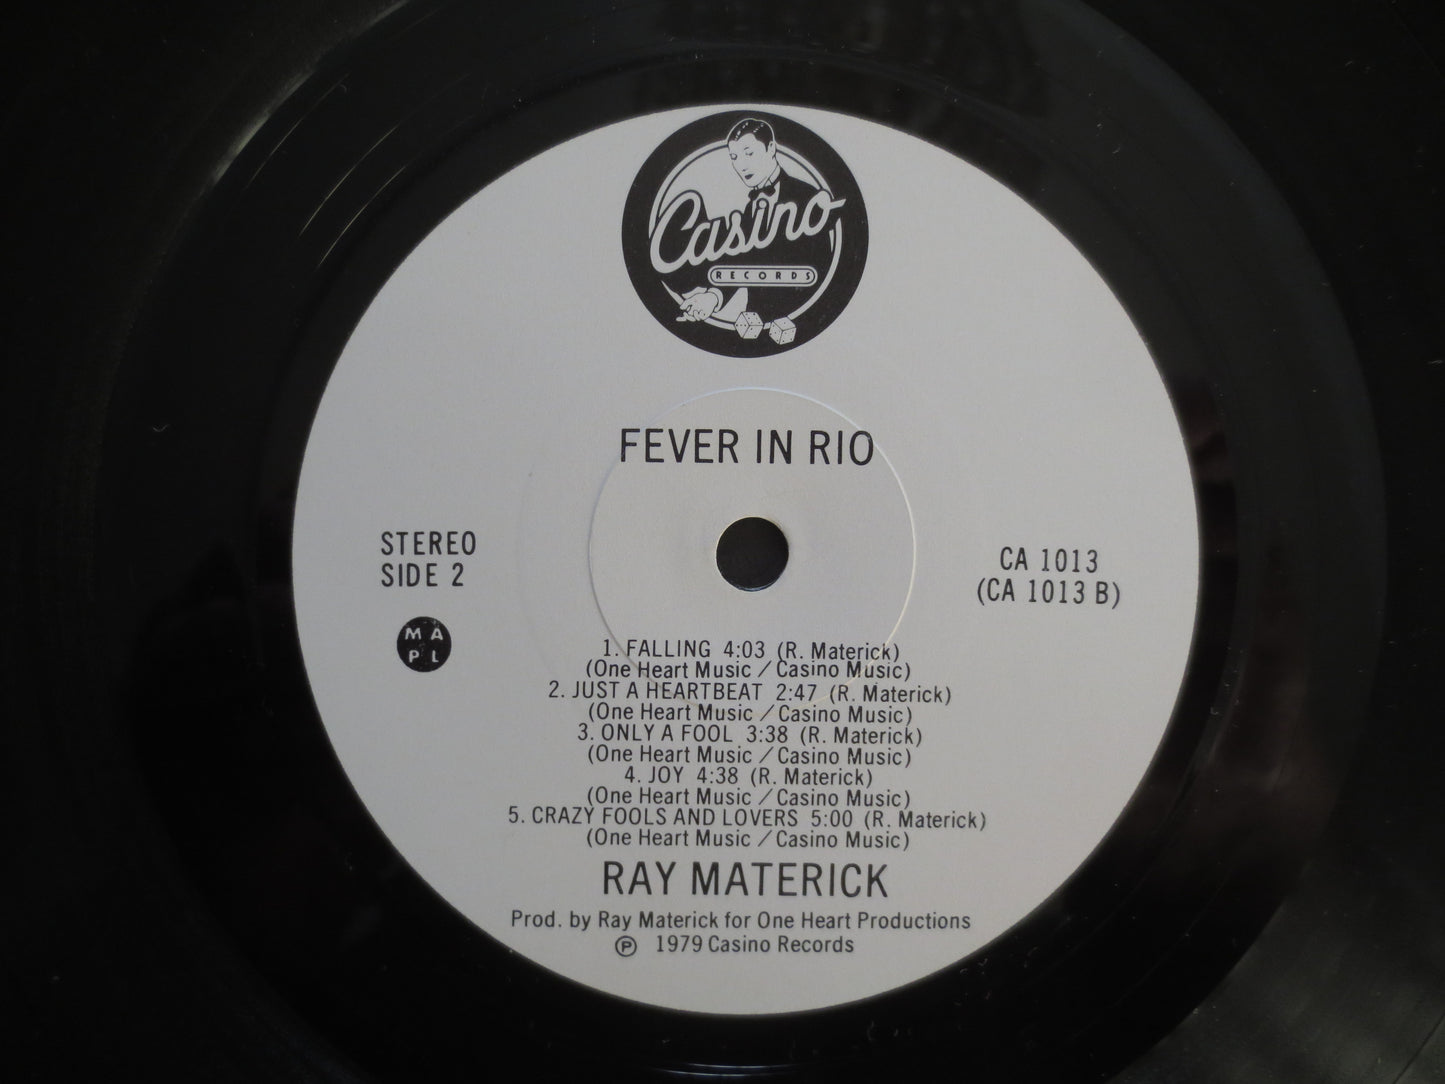 Casino
RECORDS
FEVER IN RIO
STEREO
SIDE 2
CA 1013
(CA 1013 B)
M A
P L
1. FALLING 4:03 (R. Materick)
(One Heart Music / Casino Music)
2. JUST A HEARTBEAT 2:47 (R. Materick)
(One Heart Music / Casino Music)
3. ONLY A FOOL 3:38 (R. Materick)
(One Heart Music / Casino Music)
4. JOY 4:38 (R. Materick)
(One Heart Music / Casino Music)
5. CRAZY FOOLS AND LOVERS 5:00 (R. Materick)
(One Heart Music / Casino Music)
RAY MATERICK
Prod. by Ray Materick for One Heart Productions
℗ 1979 Casino Records